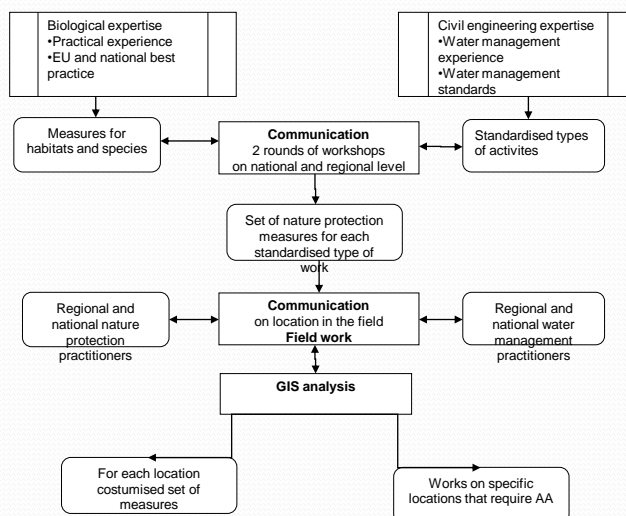 Biological expertise
•Practical experience
•EU and national best
practice
Civil engineering expertise
•Water management
experience
•Water management
standards
Measures for
habitats and species
Communication
2 rounds of workshops
on national and regional level
Standardised types
of activites
Set of nature protection
measures for each
standardised type of
work
Regional and
national nature
protection
practitioners
Communication
on location in the field
Field work
Regional and
national water
management
practitioners
GIS analysis
For each location
costumised set of
measures
Works on specific
locations that require AA